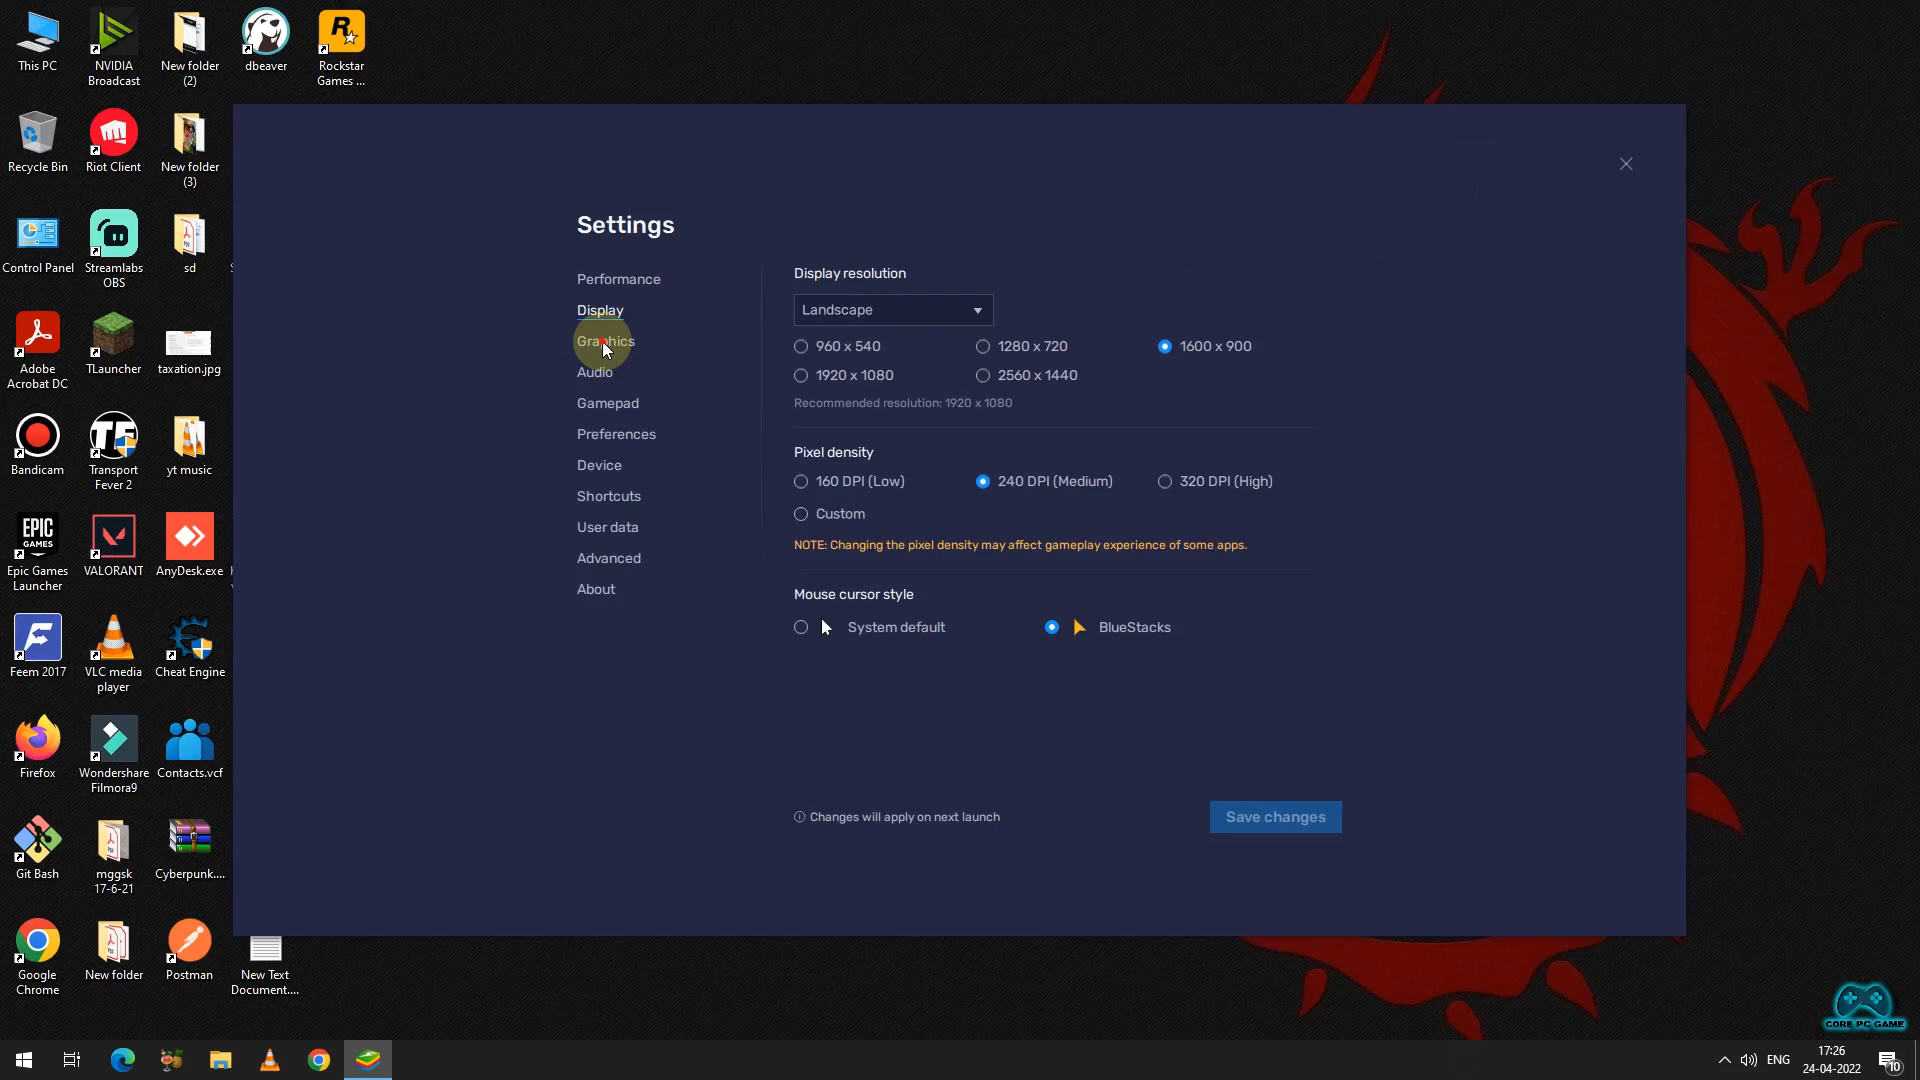 This PC
NVIDIA
Broadcast
New folder
(2)
dbeaver
R
Rockstar
Games ...
Recycle Bin
Riot Client
New folder
(3)
Control Panel
Streamlabs
OBS
sd
Adobe
Acrobat DC
TLauncher
taxation.jpg
Bandicam
TF
Transport
Fever 2
yt music
EPIC
GAMES
Epic Games
Launcher
VALORANT
AnyDesk.exe
Feem 2017
VLC media
player
Cheat Engine
Firefox
Wondershare
Filmora9
Contacts.vcf
Git Bash
mggsk
17-6-21
Cyberpunk....
Google
Chrome
New folder
Postman
New Text
Document....
Settings
Performance
Display
Graphics
Audio
Gamepad
Preferences
Device
Shortcuts
User data
Advanced
About
Display resolution
Landscape
960 x 540
1280 x 720
1600 x 900
1920 x 1080
2560 x 1440
Recommended resolution: 1920 x 1080
Pixel density
160 DPI (Low)
240 DPI (Medium)
320 DPI (High)
Custom
NOTE: Changing the pixel density may affect gameplay experience of some apps.
Mouse cursor style
System default
BlueStacks
Changes will apply on next launch
Save changes
CORE PC GAME
ENG
17:26
24-04-2022
10